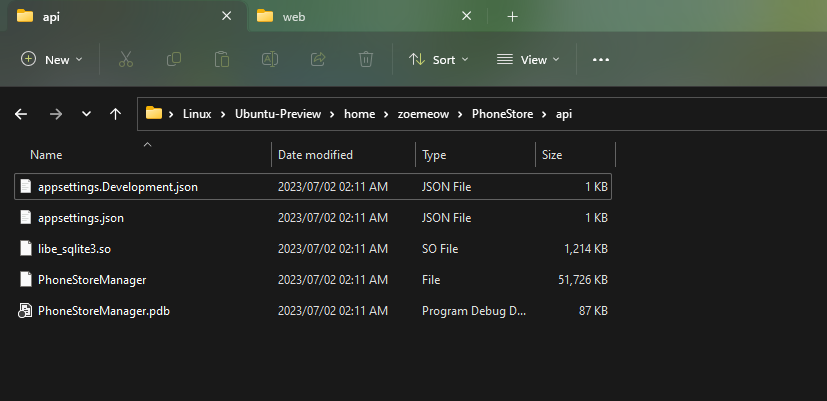 api web
New Sort View
Linux Ubuntu-Preview home zoemeow PhoneStore api
Name Date modified Type Size
appsettings.Development.json 2023/07/02 02:11 AM JSON File 1 KB
appsettings.json 2023/07/02 02:11 AM JSON File 1 KB
libe_sqlite3.so 2023/07/02 02:11 AM SO File 1,214 KB
PhoneStoreManager 2023/07/02 02:11 AM File 51,726 KB
PhoneStoreManager.pdb 2023/07/02 02:11 AM Program Debug D... 87 KB